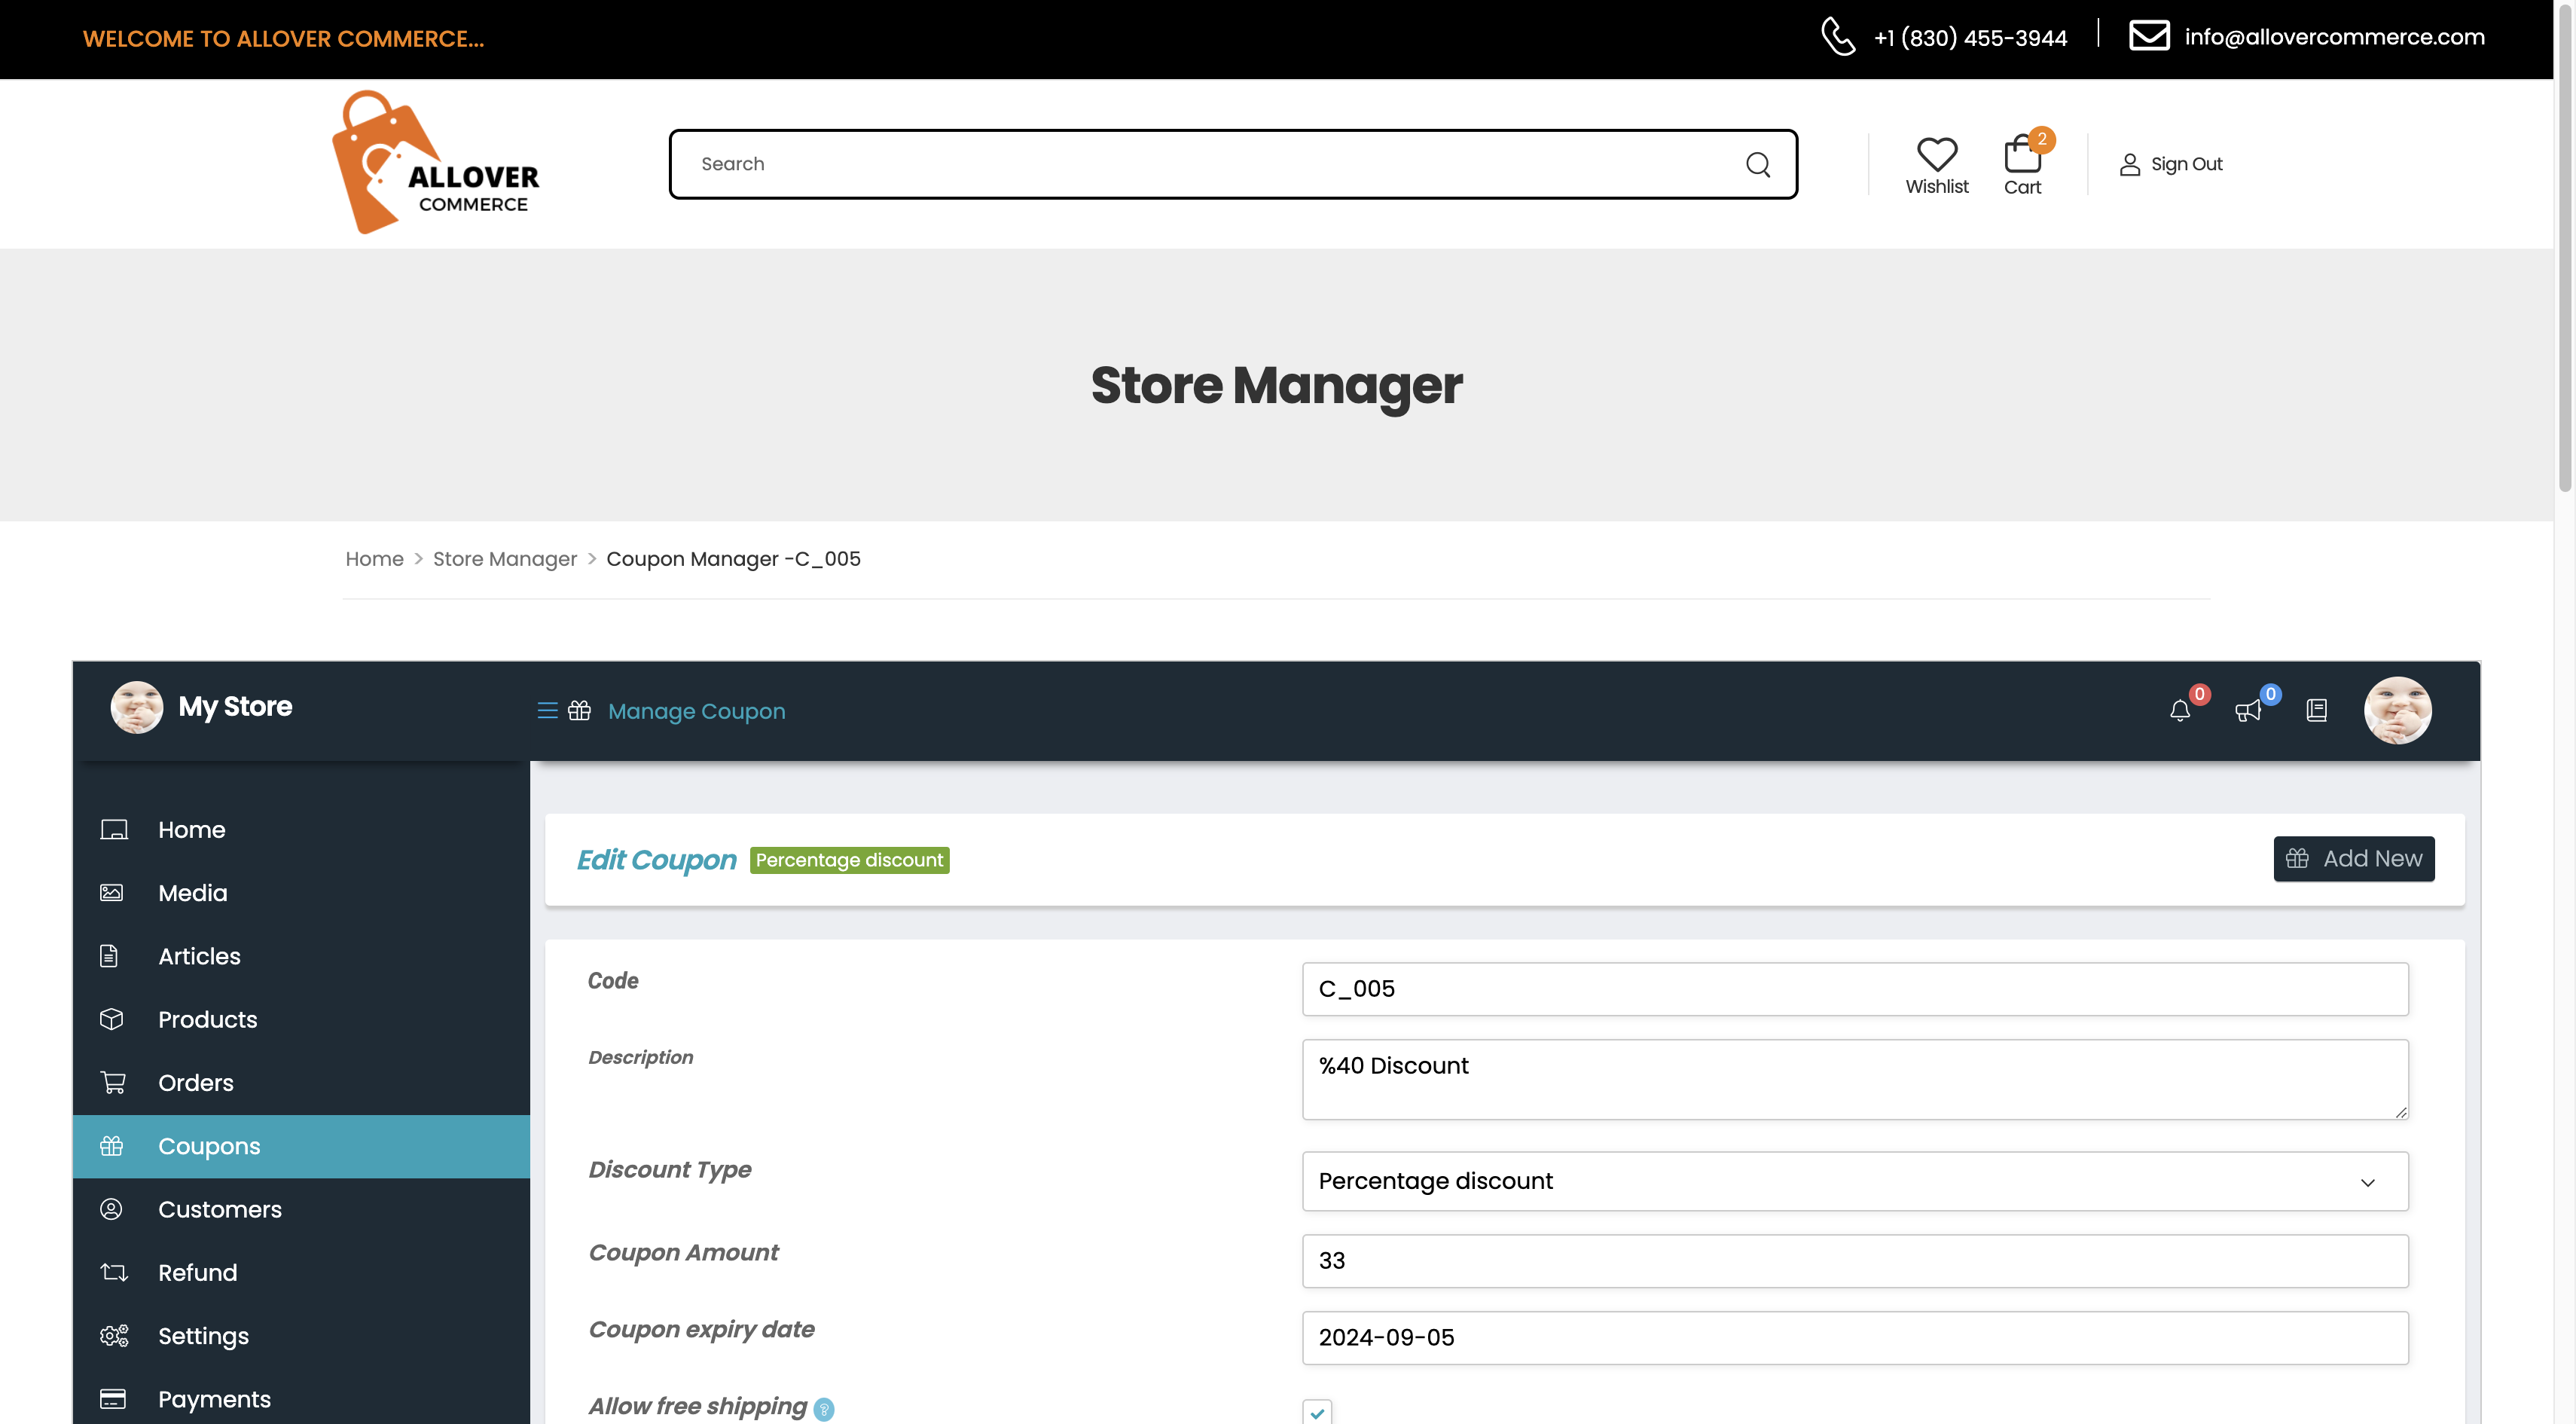 WELCOME TO ALLOVER COMMERCE...
+1 (830) 455-3944
info@allovercommerce.com
ALLOVER
COMMERCE
Search
Wishlist
2
Cart
Sign Out
Store Manager
Home > Store Manager > Coupon Manager -C_005
My Store
Manage Coupon
0
0
Home
Media
Articles
Products
Orders
Coupons
Customers
Refund
Settings
Payments
Edit Coupon Percentage discount
Add New
Code
C_005
Description
%40 Discount
Discount Type
Percentage discount
Coupon Amount
33
Coupon expiry date
2024-09-05
Allow free shipping ?